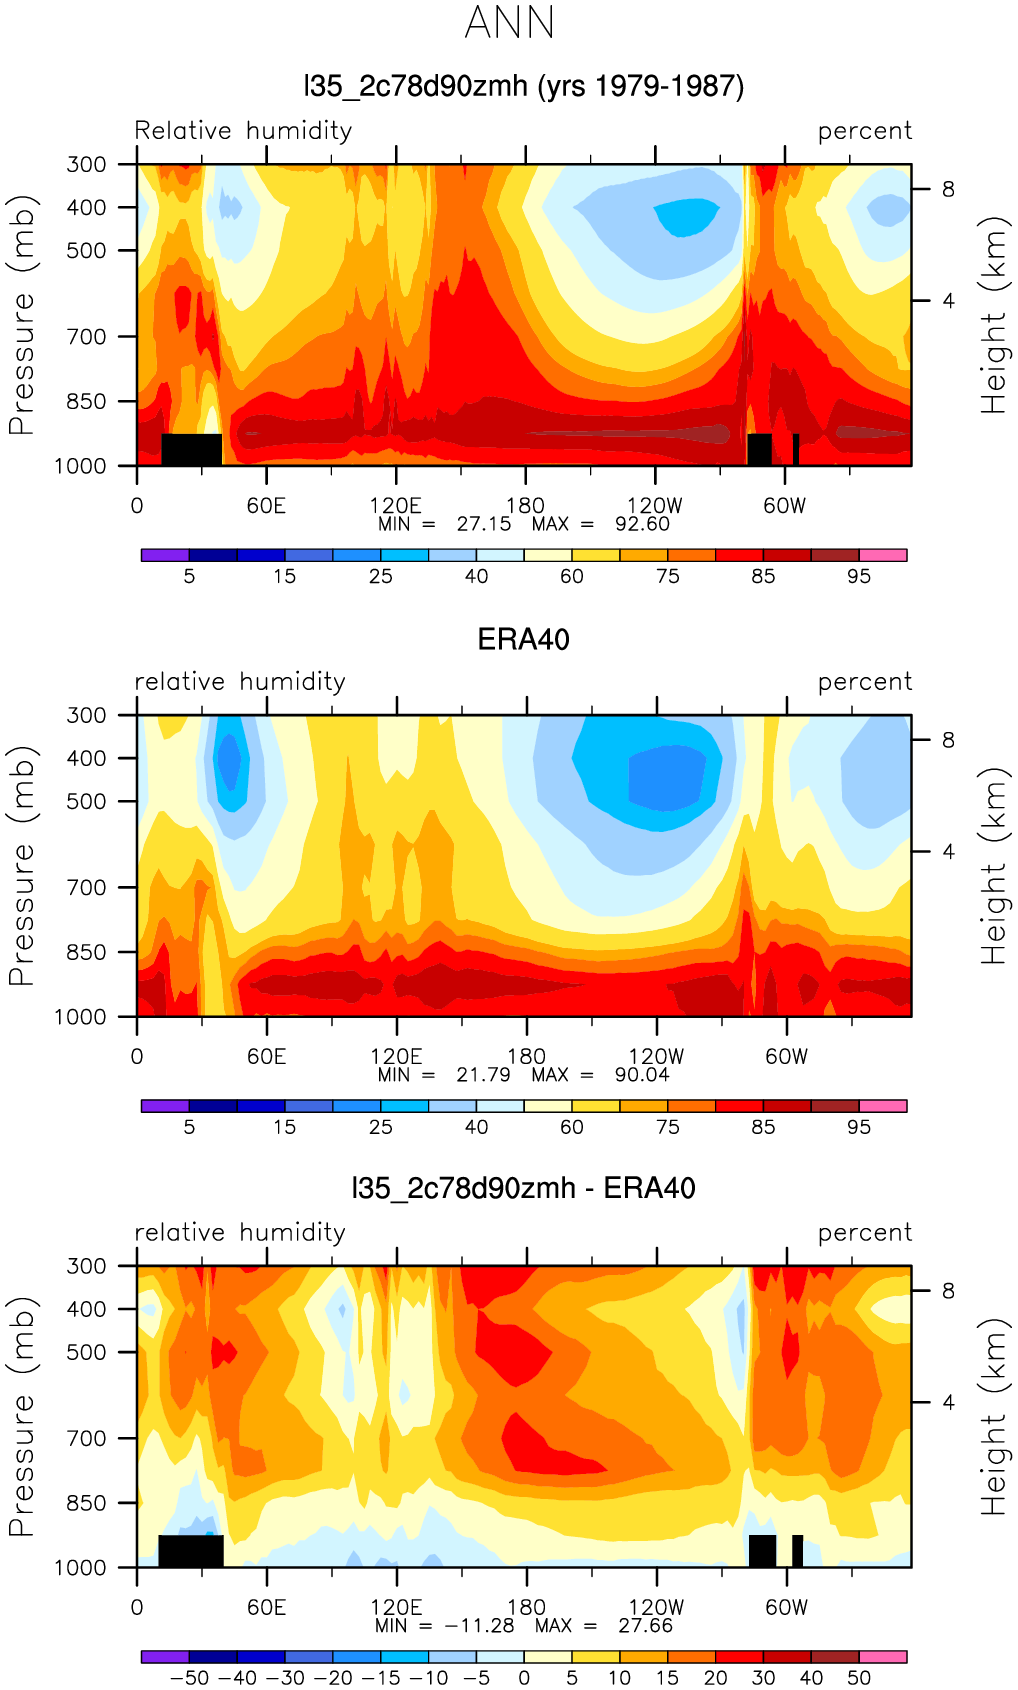 ANN
l35_2c78d90zmh (yrs 1979-1987)
Relative humidity percent
300
400
500
700
850
1000
Pressure (mb)
8
4
Height (km)
0 60E 120E 180 120W 60W
MIN = 27.15 MAX = 92.60
5 15 25 40 60 75 85 95
ERA40
relative humidity percent
300
400
500
700
850
1000
Pressure (mb)
8
4
Height (km)
0 60E 120E 180 120W 60W
MIN = 21.79 MAX = 90.04
5 15 25 40 60 75 85 95
l35_2c78d90zmh - ERA40
relative humidity percent
300
400
500
700
850
1000
Pressure (mb)
8
4
Height (km)
0 60E 120E 180 120W 60W
MIN = -11.28 MAX = 27.66
-50 -40 -30 -20 -15 -10 -5 0 5 10 15 20 30 40 50